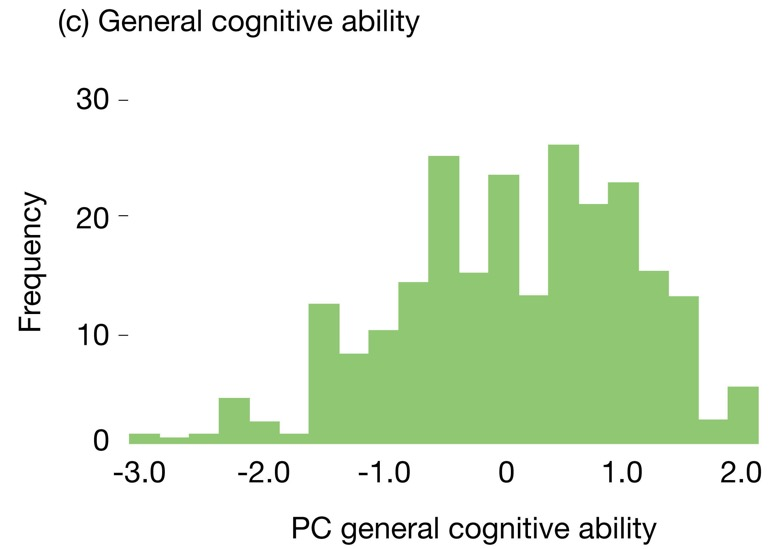 (c) General cognitive ability
30
20
10
0
Frequency
-3.0 -2.0 -1.0 0 1.0 2.0
PC general cognitive ability